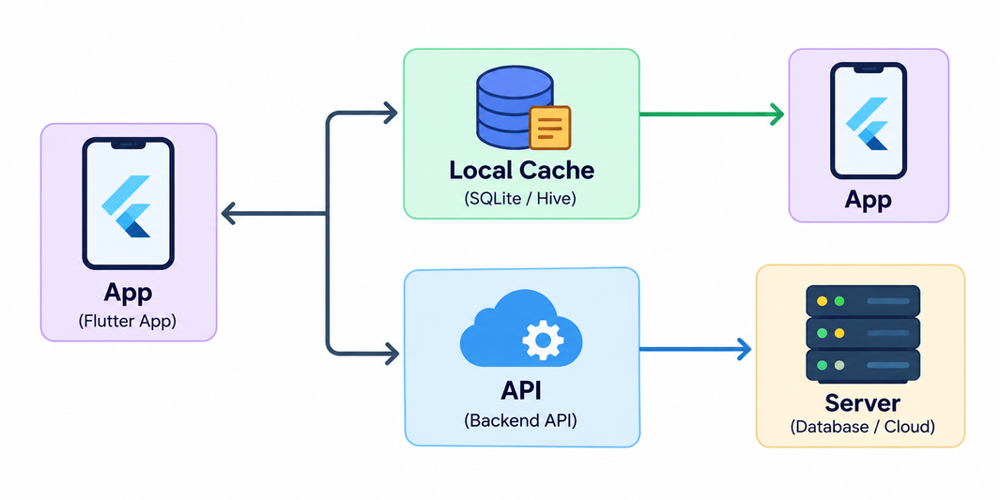 App
(Flutter App)
Local Cache
(SQLite / Hive)
App
API
(Backend API)
Server
(Database / Cloud)